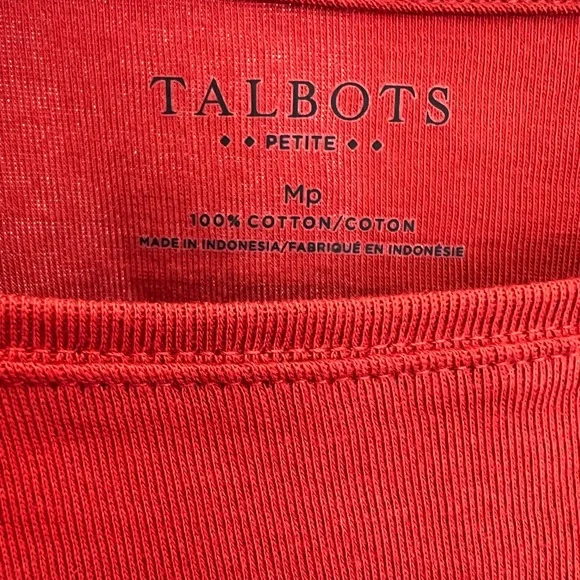 TALBOTS
◆ ◆ PETITE ◆ ◆
Mp
100% COTTON/COTON
MADE IN INDONESIA/FABRIQUÉ EN INDONÉSIE